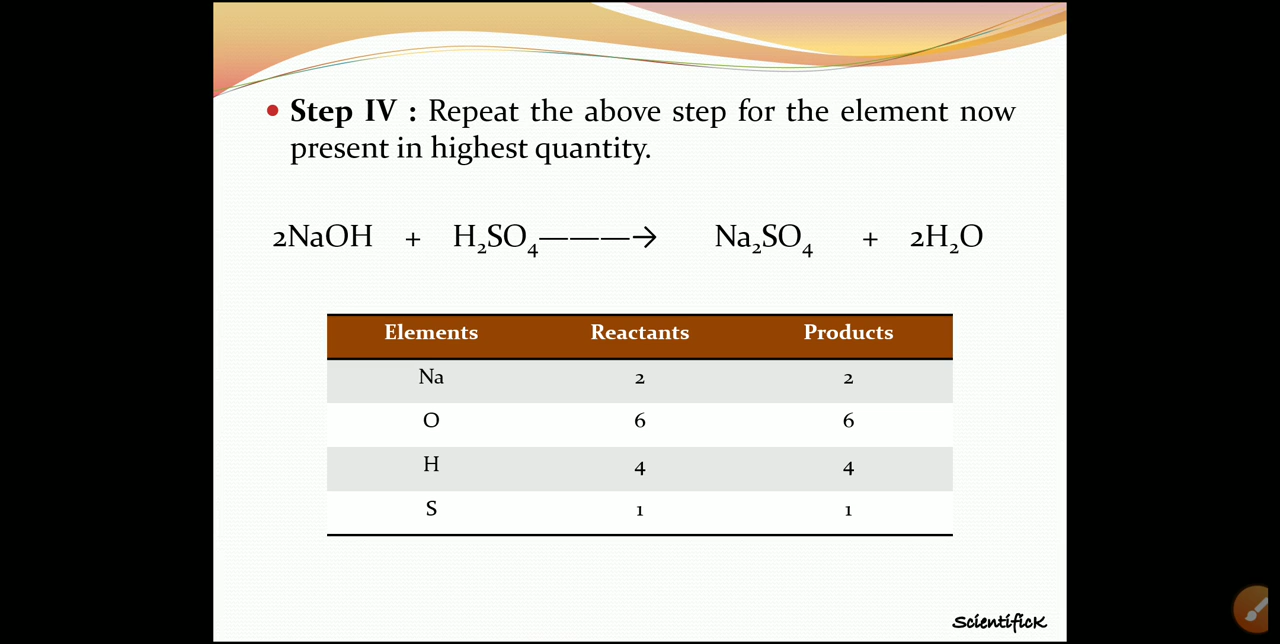 • Step IV : Repeat the above step for the element now
present in highest quantity.
2NaOH + H₂SO₄———→ Na₂SO₄ + 2H₂O
Elements Reactants Products
Na 2 2
O 6 6
H 4 4
S 1 1
Scientifick